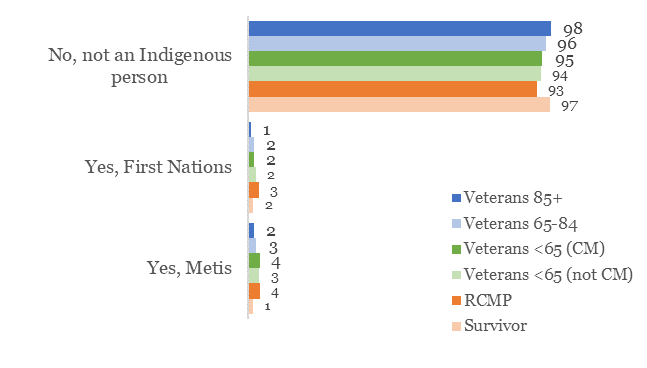 No, not an Indigenous
person
98
96
95
94
93
97
Yes, First Nations
1
2
2
2
3
2
Yes, Metis
2
3
4
3
4
1
Veterans 85+
Veterans 65-84
Veterans <65 (CM)
Veterans <65 (not CM)
RCMP
Survivor